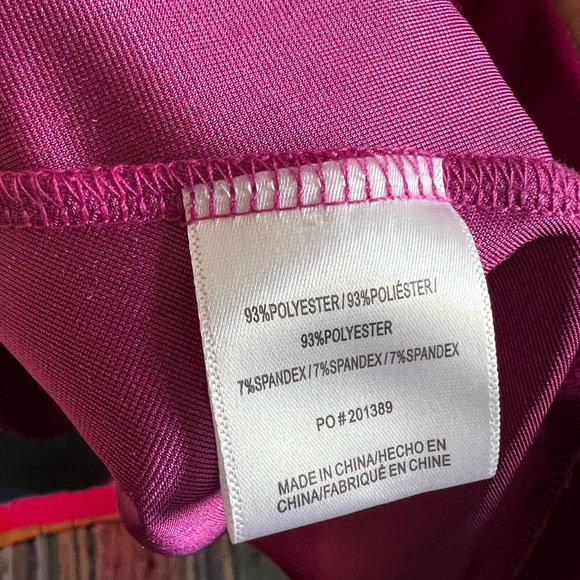 93%POLYESTER / 93%POLIÉSTER /
93%POLYESTER
7%SPANDEX / 7%SPANDEX / 7%SPANDEX
PO # 201389
MADE IN CHINA/HECHO EN
CHINA/FABRIQUÉ EN CHINE